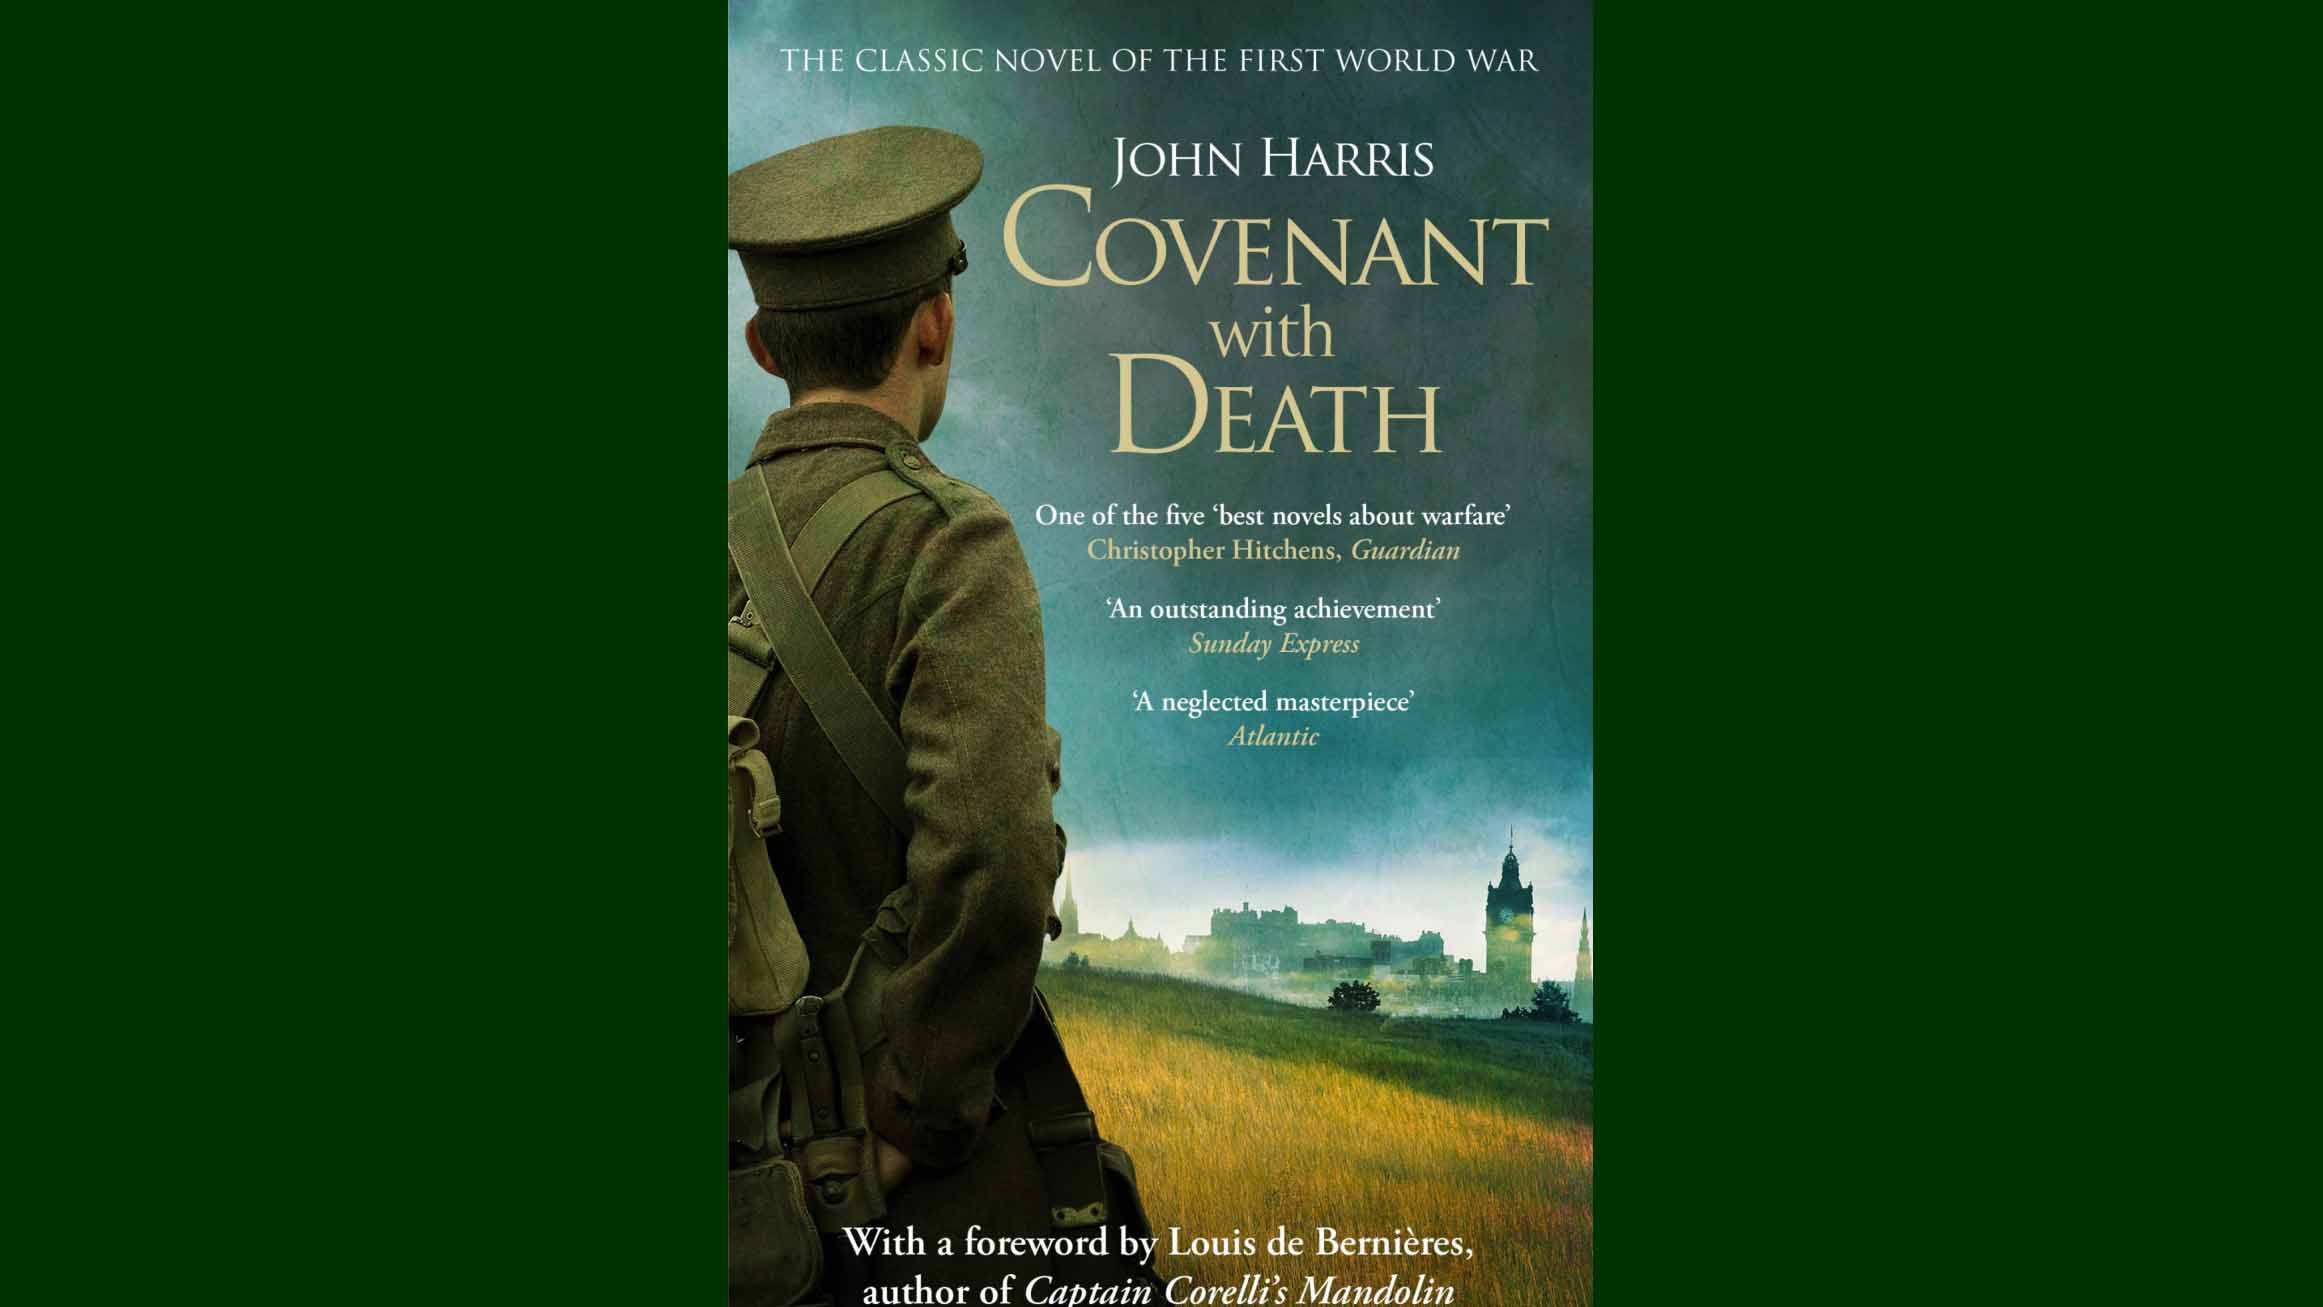 THE CLASSIC NOVEL OF THE FIRST WORLD WAR
JOHN HARRIS
COVENANT
with
DEATH
One of the five ‘best novels about warfare’
Christopher Hitchens, Guardian
‘An outstanding achievement’
Sunday Express
‘A neglected masterpiece’
Atlantic
With a foreword by Louis de Bernières,
author of Captain Corelli’s Mandolin